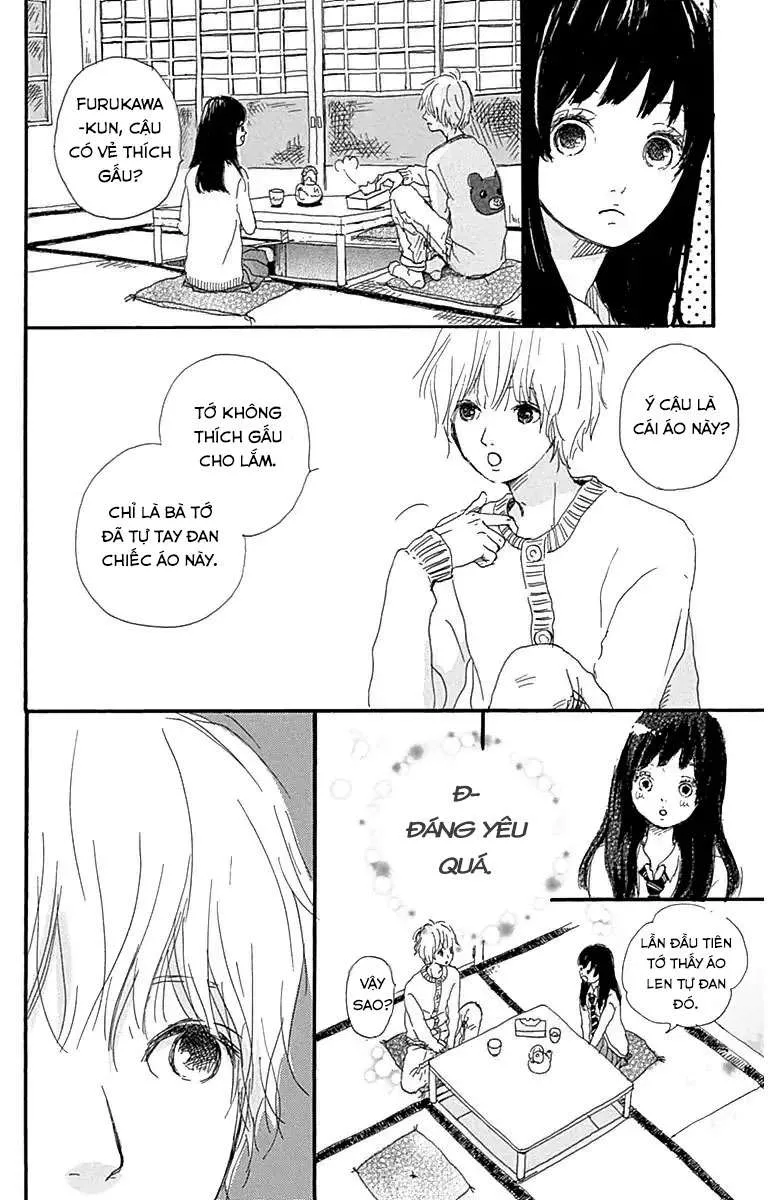 FURUKAWA
-KUN, CẬU
CÓ VẺ THÍCH
GẤU?
Ý CẬU LÀ
CÁI ÁO NÀY?
TỚ KHÔNG
THÍCH GẤU
CHO LẮM.
CHỈ LÀ BÀ TỚ
ĐÃ TỰ TAY ĐAN
CHIẾC ÁO NÀY.
Đ-
ĐÁNG YÊU
QUÁ.
LẦN ĐẦU TIÊN
TỚ THẤY ÁO
LEN TỰ ĐAN
ĐÓ.
VẬY
SAO?